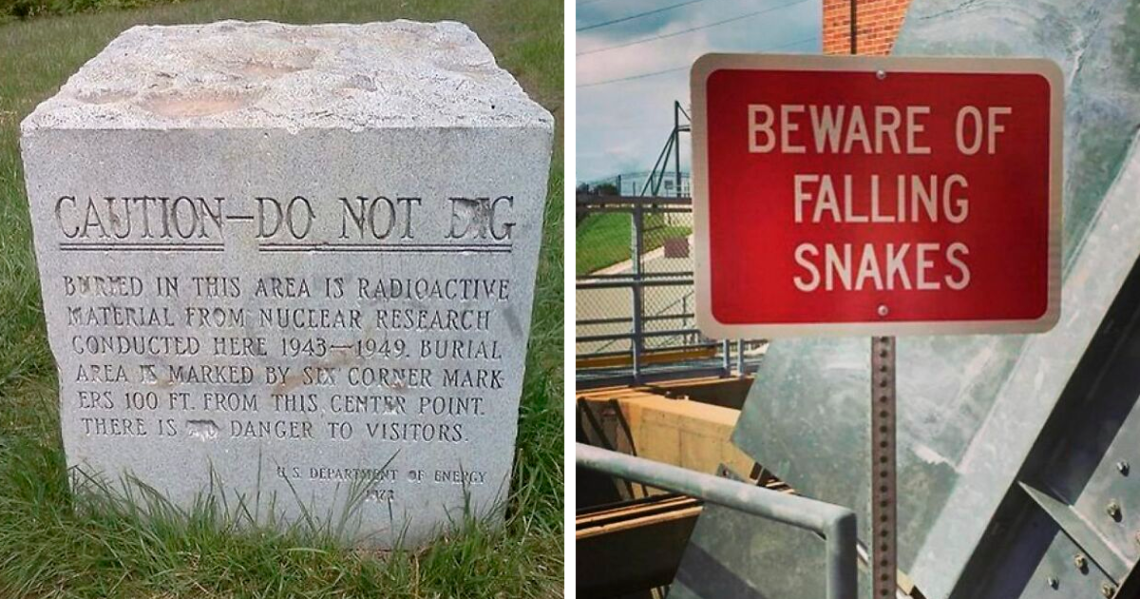 CAUTION—DO NOT DIG
BURIED IN THIS AREA IS RADIOACTIVE
MATERIAL FROM NUCLEAR RESEARCH
CONDUCTED HERE 1943—1949. BURIAL
AREA IS MARKED BY SIX CORNER MARK-
ERS 100 FT. FROM THIS CENTER POINT.
THERE IS DANGER TO VISITORS.
U.S. DEPARTMENT OF ENERGY
BEWARE OF
FALLING
SNAKES